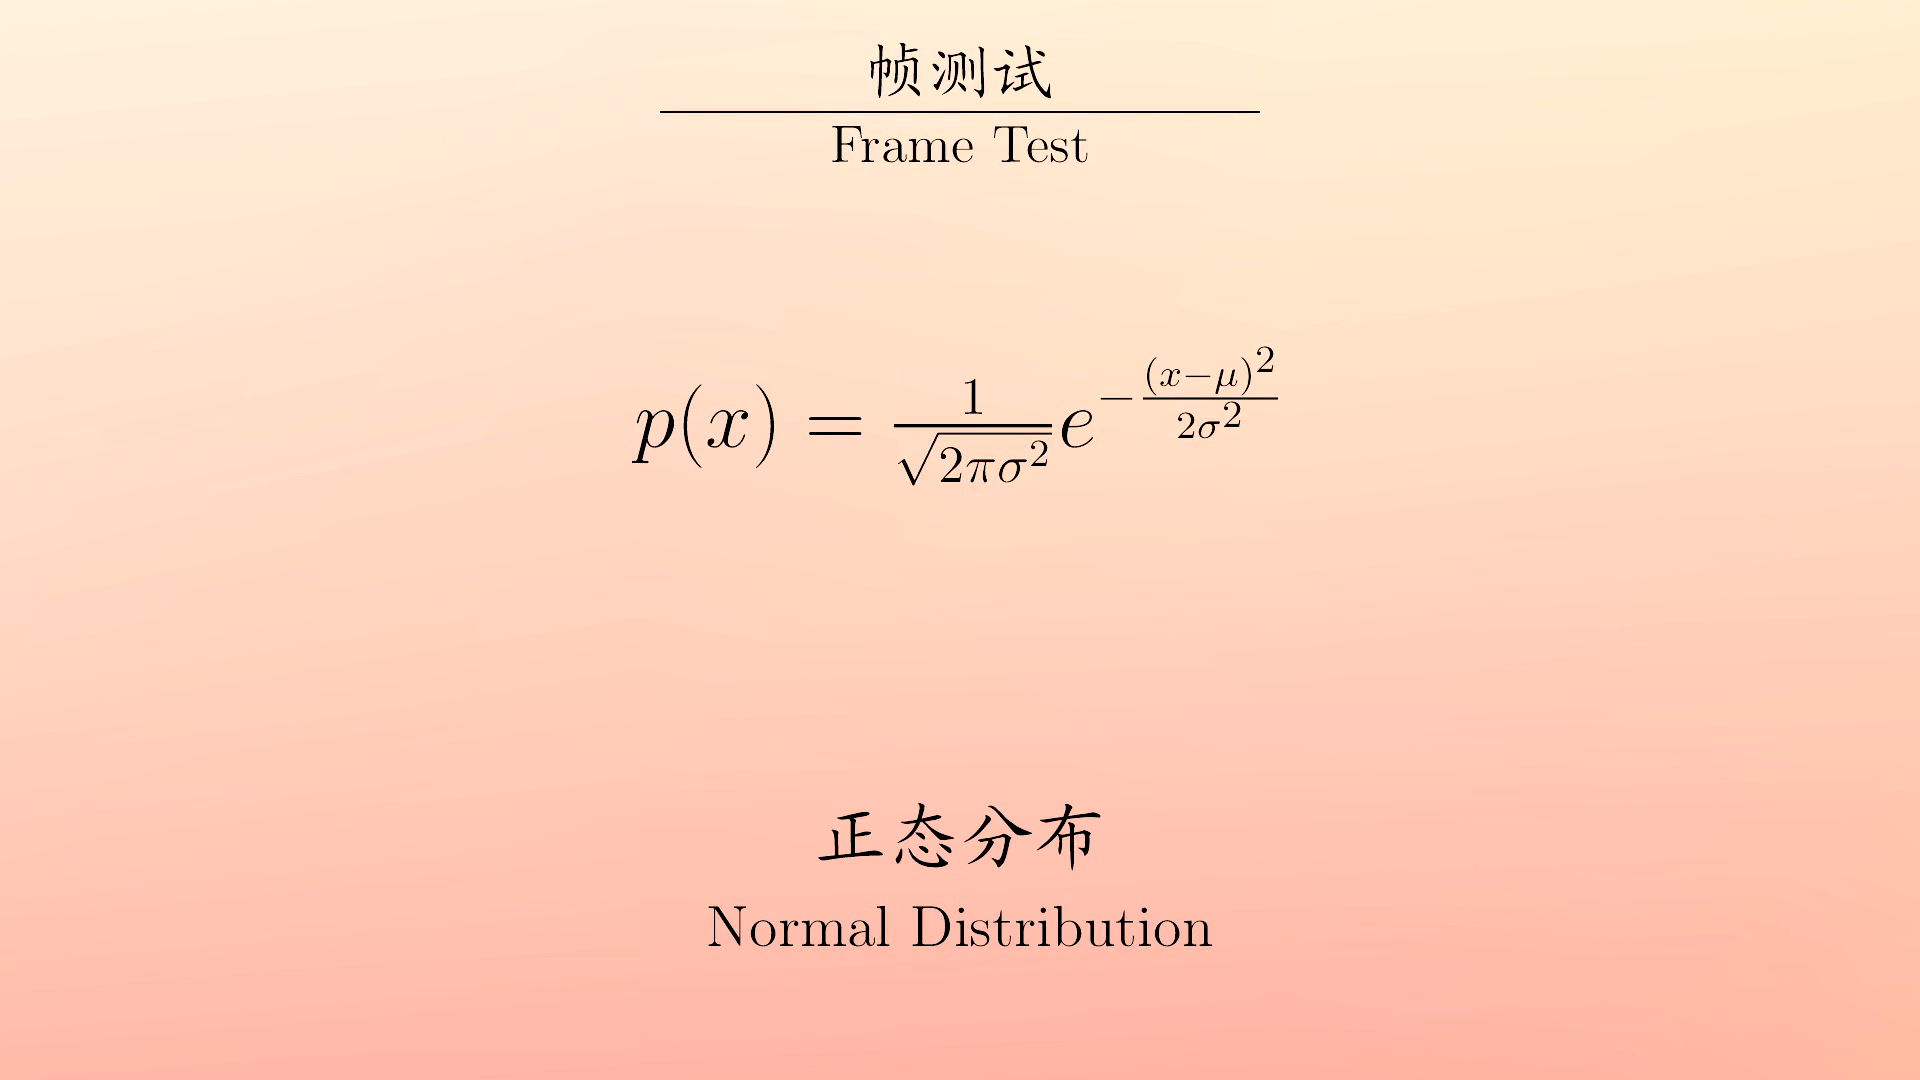 帧测试
Frame Test
p(x) = \frac{1}{\sqrt{2\pi\sigma^2}} e^{-\frac{(x-\mu)^2}{2\sigma^2}}
正态分布
Normal Distribution